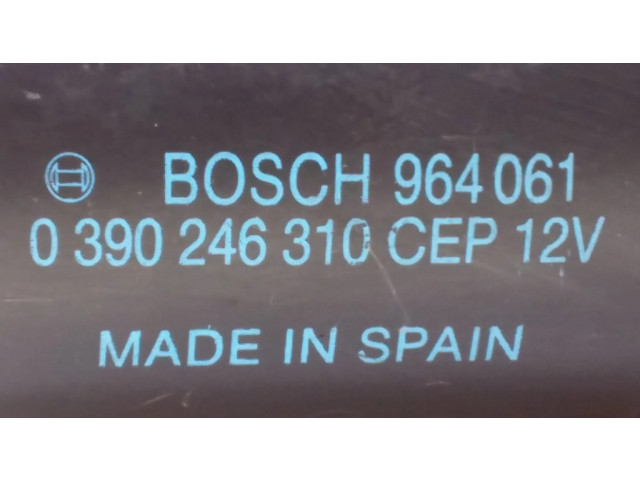 BOSCH 964 061
0 390 246 310 CEP 12V
MADE IN SPAIN